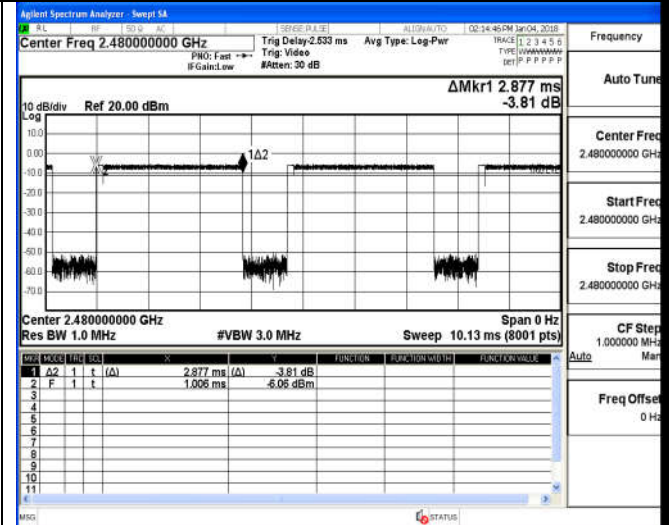 Agilent Spectrum Analyzer - Swept SA
RL RF 50 Ω AC SENSE:PULSE ALIGNAUTO 02:14:46 PM Jan 04, 2018
Center Freq 2.480000000 GHz
PNO: Fast
IFGain:Low
Trig Delay-2.533 ms
Trig: Video
#Atten: 30 dB
Avg Type: Log-Pwr
TRACE 1 2 3 4 5 6
TYPE
DET P P P P P P
ΔMkr1 2.877 ms
-3.81 dB
10 dB/div Ref 20.00 dBm
Log
10.0
0.00
-10.0
-20.0
-30.0
-40.0
-50.0
-60.0
-70.0
1Δ2
2
Center 2.480000000 GHz Span 0 Hz
Res BW 1.0 MHz #VBW 3.0 MHz Sweep 10.13 ms (8001 pts)
MKR MODE TRC SCL X Y FUNCTION FUNCTION WIDTH FUNCTION VALUE
1 Δ2 1 t (Δ) 2.877 ms (Δ) -3.81 dB
2 F 1 t 1.006 ms -6.06 dBm
3
4
5
6
7
8
9
10
11
MSG STATUS
Frequency
Auto Tune
Center Freq
2.480000000 GHz
Start Freq
2.480000000 GHz
Stop Freq
2.480000000 GHz
CF Step
1.000000 MHz
Auto Man
Freq Offset
0 Hz